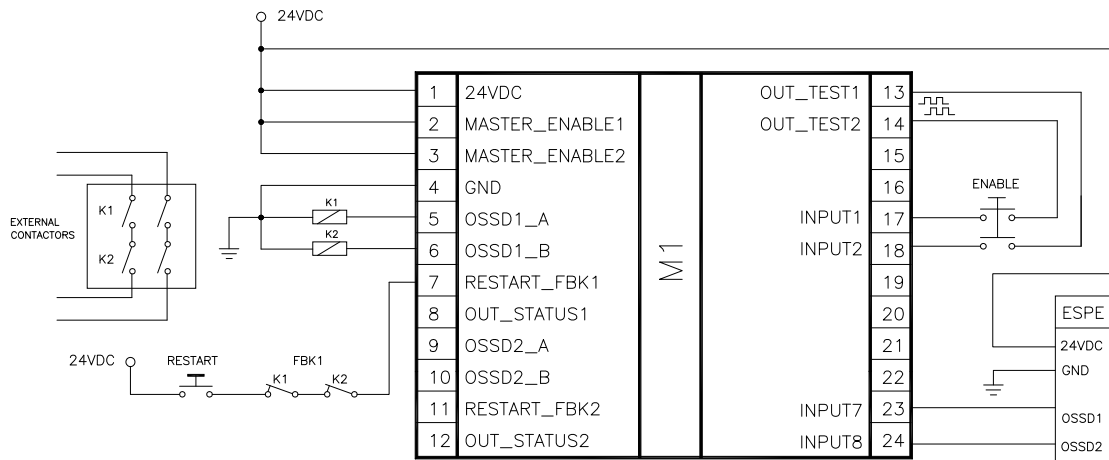 24VDC
1 24VDC
2 MASTER_ENABLE1
3 MASTER_ENABLE2
4 GND
5 OSSD1_A
6 OSSD1_B
7 RESTART_FBK1
8 OUT_STATUS1
9 OSSD2_A
10 OSSD2_B
11 RESTART_FBK2
12 OUT_STATUS2
M1
OUT_TEST1 13
OUT_TEST2 14
15
16
INPUT1 17
INPUT2 18
19
20
21
22
INPUT7 23
INPUT8 24
K1
K2
EXTERNAL
CONTACTORS
K1
K2
24VDC
RESTART
FBK1
K1
K2
ENABLE
ESPE
24VDC
GND
OSSD1
OSSD2